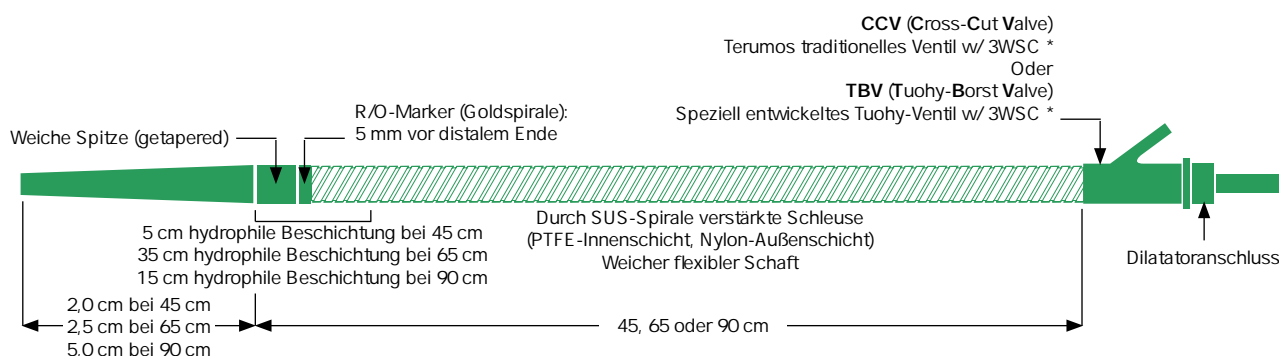 CCV (Cross-Cut Valve)
Terumos traditionelles Ventil w/ 3WSC *
Oder
TBV (Tuohy-Borst Valve)
Speziell entwickeltes Tuohy-Ventil w/ 3WSC *
R/O-Marker (Goldspirale):
5 mm vor distalem Ende
Weiche Spitze (getapered)
5 cm hydrophile Beschichtung bei 45 cm
35 cm hydrophile Beschichtung bei 65 cm
15 cm hydrophile Beschichtung bei 90 cm
Durch SUS-Spirale verstärkte Schleuse
(PTFE-Innenschicht, Nylon-Außenschicht)
Weicher flexibler Schaft
Dilatatoranschluss
2,0 cm bei 45 cm
2,5 cm bei 65 cm
5,0 cm bei 90 cm
45, 65 oder 90 cm